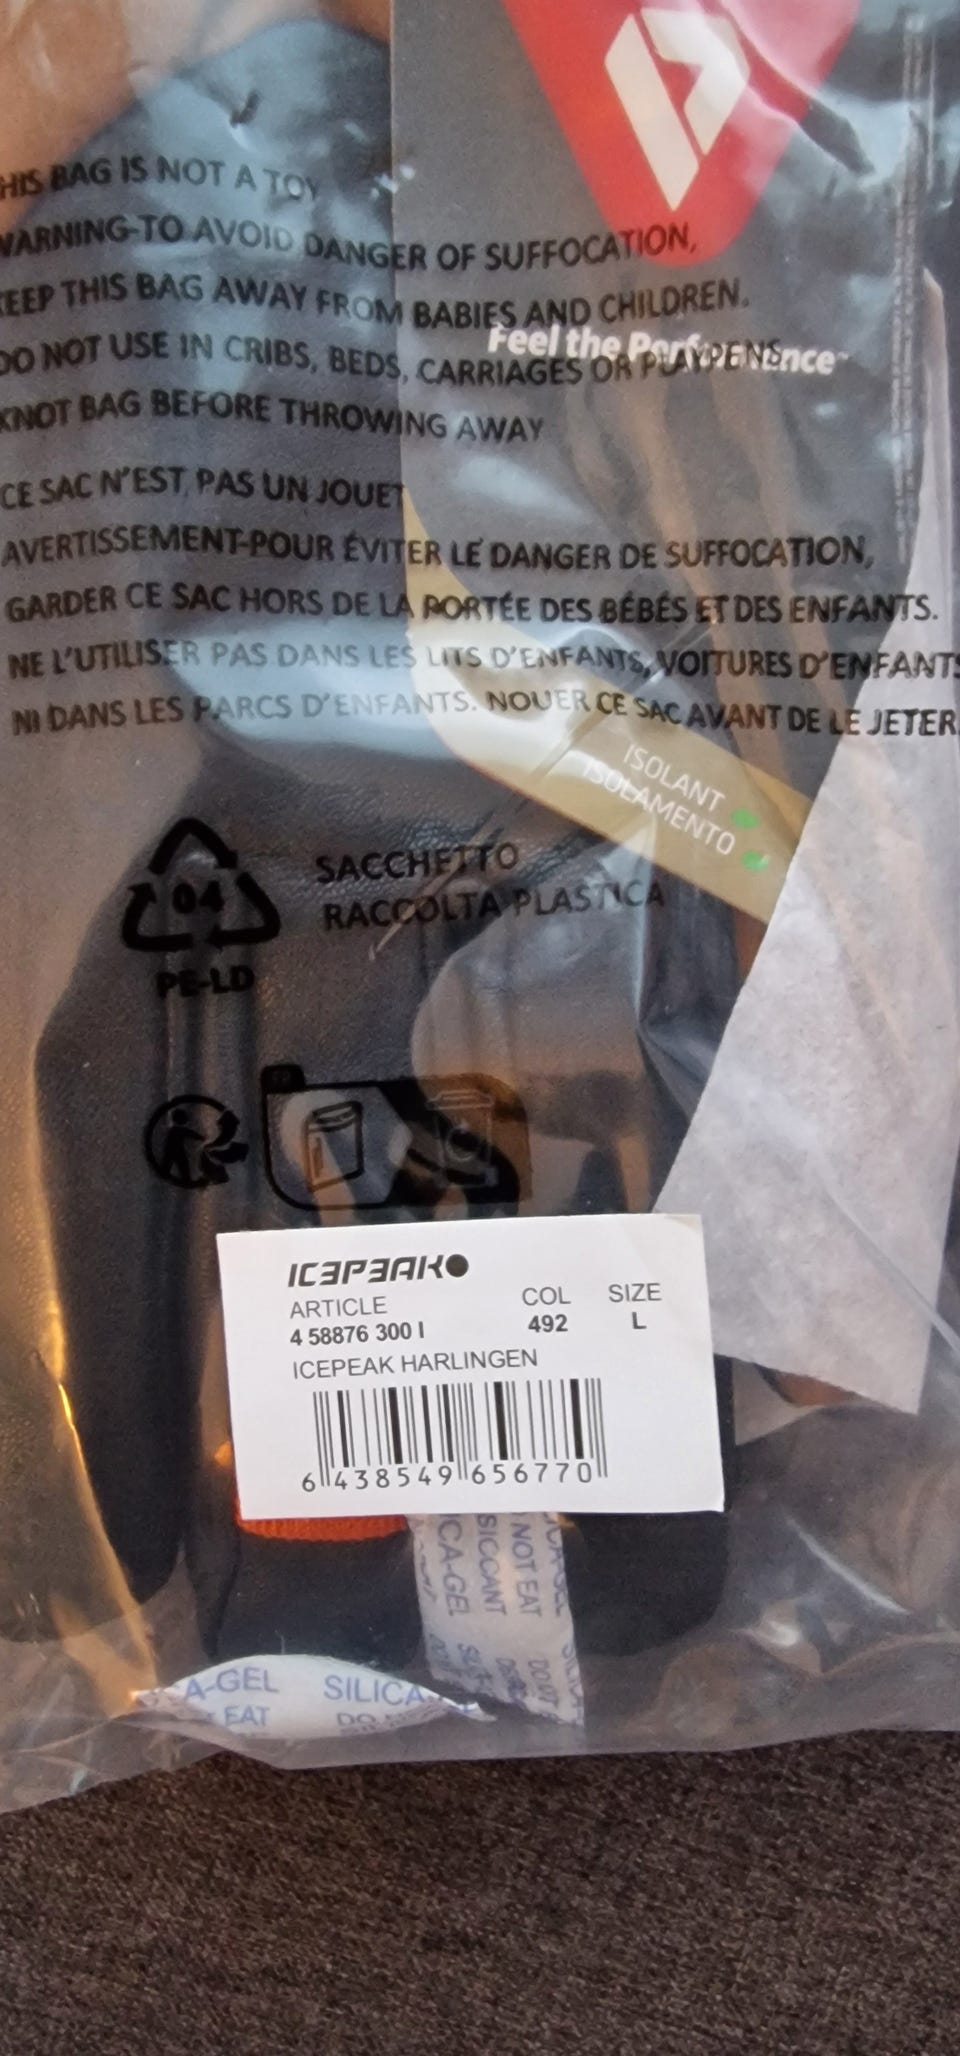 HIS BAG IS NOT A TOY
WARNING-TO AVOID DANGER OF SUFFOCATION,
KEEP THIS BAG AWAY FROM BABIES AND CHILDREN.
Feel the
DO NOT USE IN CRIBS, BEDS, CARRIAGES OR PLAYPENS
KNOT BAG BEFORE THROWING AWAY
CE SAC N'EST PAS UN JOUET
AVERTISSEMENT-POUR ÉVITER LE DANGER DE SUFFOCATION,
GARDER CE SAC HORS DE LA PORTÉE DES BÉBÉS ET DES ENFANTS.
NE L'UTILISER PAS DANS LES LITS D'ENFANTS, VOITURES D'ENFANTS
NI DANS LES PARCS D'ENFANTS. NOUER CE SAC AVANT DE LE JETER.
ISOLANT
ISOLAMENTO
04
PE-LD
SACCHETTO
RACCOLTA PLASTICA
FR
ICEPEAK
ARTICLE COL SIZE
4 58876 300 I 492 L
ICEPEAK HARLINGEN
6 438549 656770
ICA-GEL
SICCANT
NOT EAT
A-GEL SILICA
EAT DO